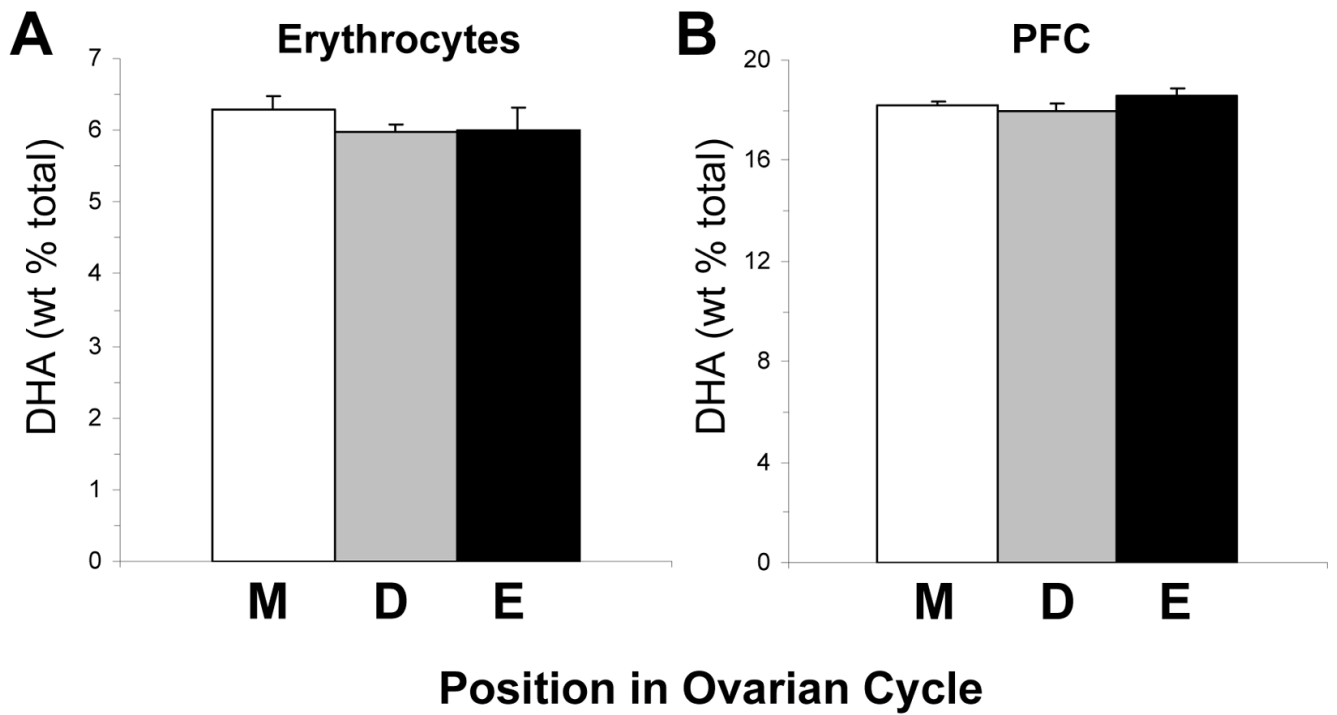 A
Erythrocytes
DHA (wt % total)
7
6
5
4
3
2
1
0
M D E
B
PFC
DHA (wt % total)
20
16
12
8
4
0
M D E
Position in Ovarian Cycle